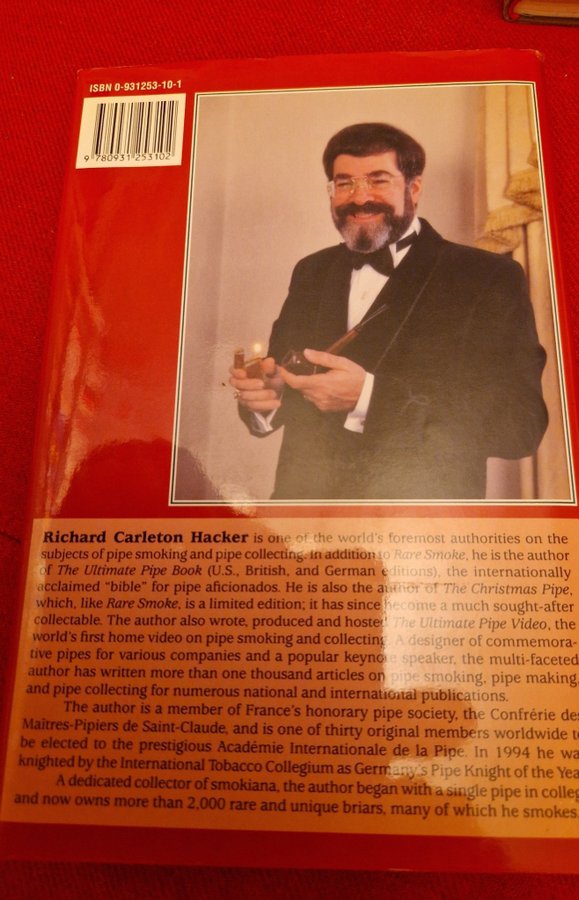 ISBN 0-931253-10-1
9 780931 253102
Richard Carleton Hacker is one of the world's foremost authorities on the
subjects of pipe smoking and pipe collecting. In addition to Rare Smoke, he is the author
of The Ultimate Pipe Book (U.S., British, and German editions), the internationally
acclaimed "bible" for pipe aficionados. He is also the author of The Christmas Pipe,
which, like Rare Smoke, is a limited edition; it has since become a much sought-after
collectable. The author also wrote, produced and hosted The Ultimate Pipe Video, the
world's first home video on pipe smoking and collecting. A designer of commemora-
tive pipes for various companies and a popular keynote speaker, the multi-faceted
author has written more than one thousand articles on pipe smoking, pipe making,
and pipe collecting for numerous national and international publications.
The author is a member of France's honorary pipe society, the Confrérie des
Maîtres-Pipiers de Saint-Claude, and is one of thirty original members worldwide to
be elected to the prestigious Académie Internationale de la Pipe. In 1994 he was
knighted by the International Tobacco Collegium as Germany's Pipe Knight of the Year
A dedicated collector of smokiana, the author began with a single pipe in colleg
and now owns more than 2,000 rare and unique briars, many of which he smokes.